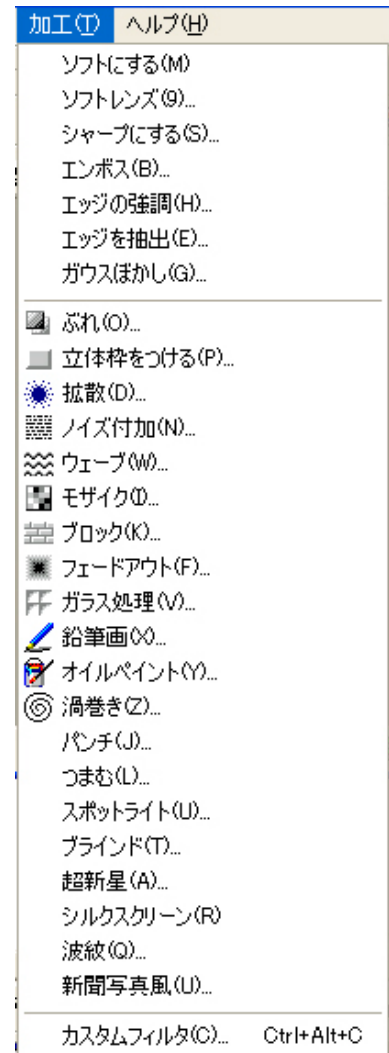 加工(T) ヘルプ(H)
ソフトにする(M)
ソフトレンズ(9)...
シャープにする(S)...
エンボス(B)...
エッジの強調(H)...
エッジを抽出(E)...
ガウスぼかし(G)...
ぶれ(O)...
立体枠をつける(P)...
拡散(D)...
ノイズ付加(N)...
ウェーブ(W)...
モザイク(I)...
ブロック(K)...
フェードアウト(F)...
ガラス処理(V)...
鉛筆画(X)...
オイルペイント(Y)...
渦巻き(Z)...
パンチ(J)...
つまむ(L)...
スポットライト(U)...
ブラインド(T)...
超新星(A)...
シルクスクリーン(R)
波紋(Q)...
新聞写真風(U)...
カスタムフィルタ(C)... Ctrl+Alt+C